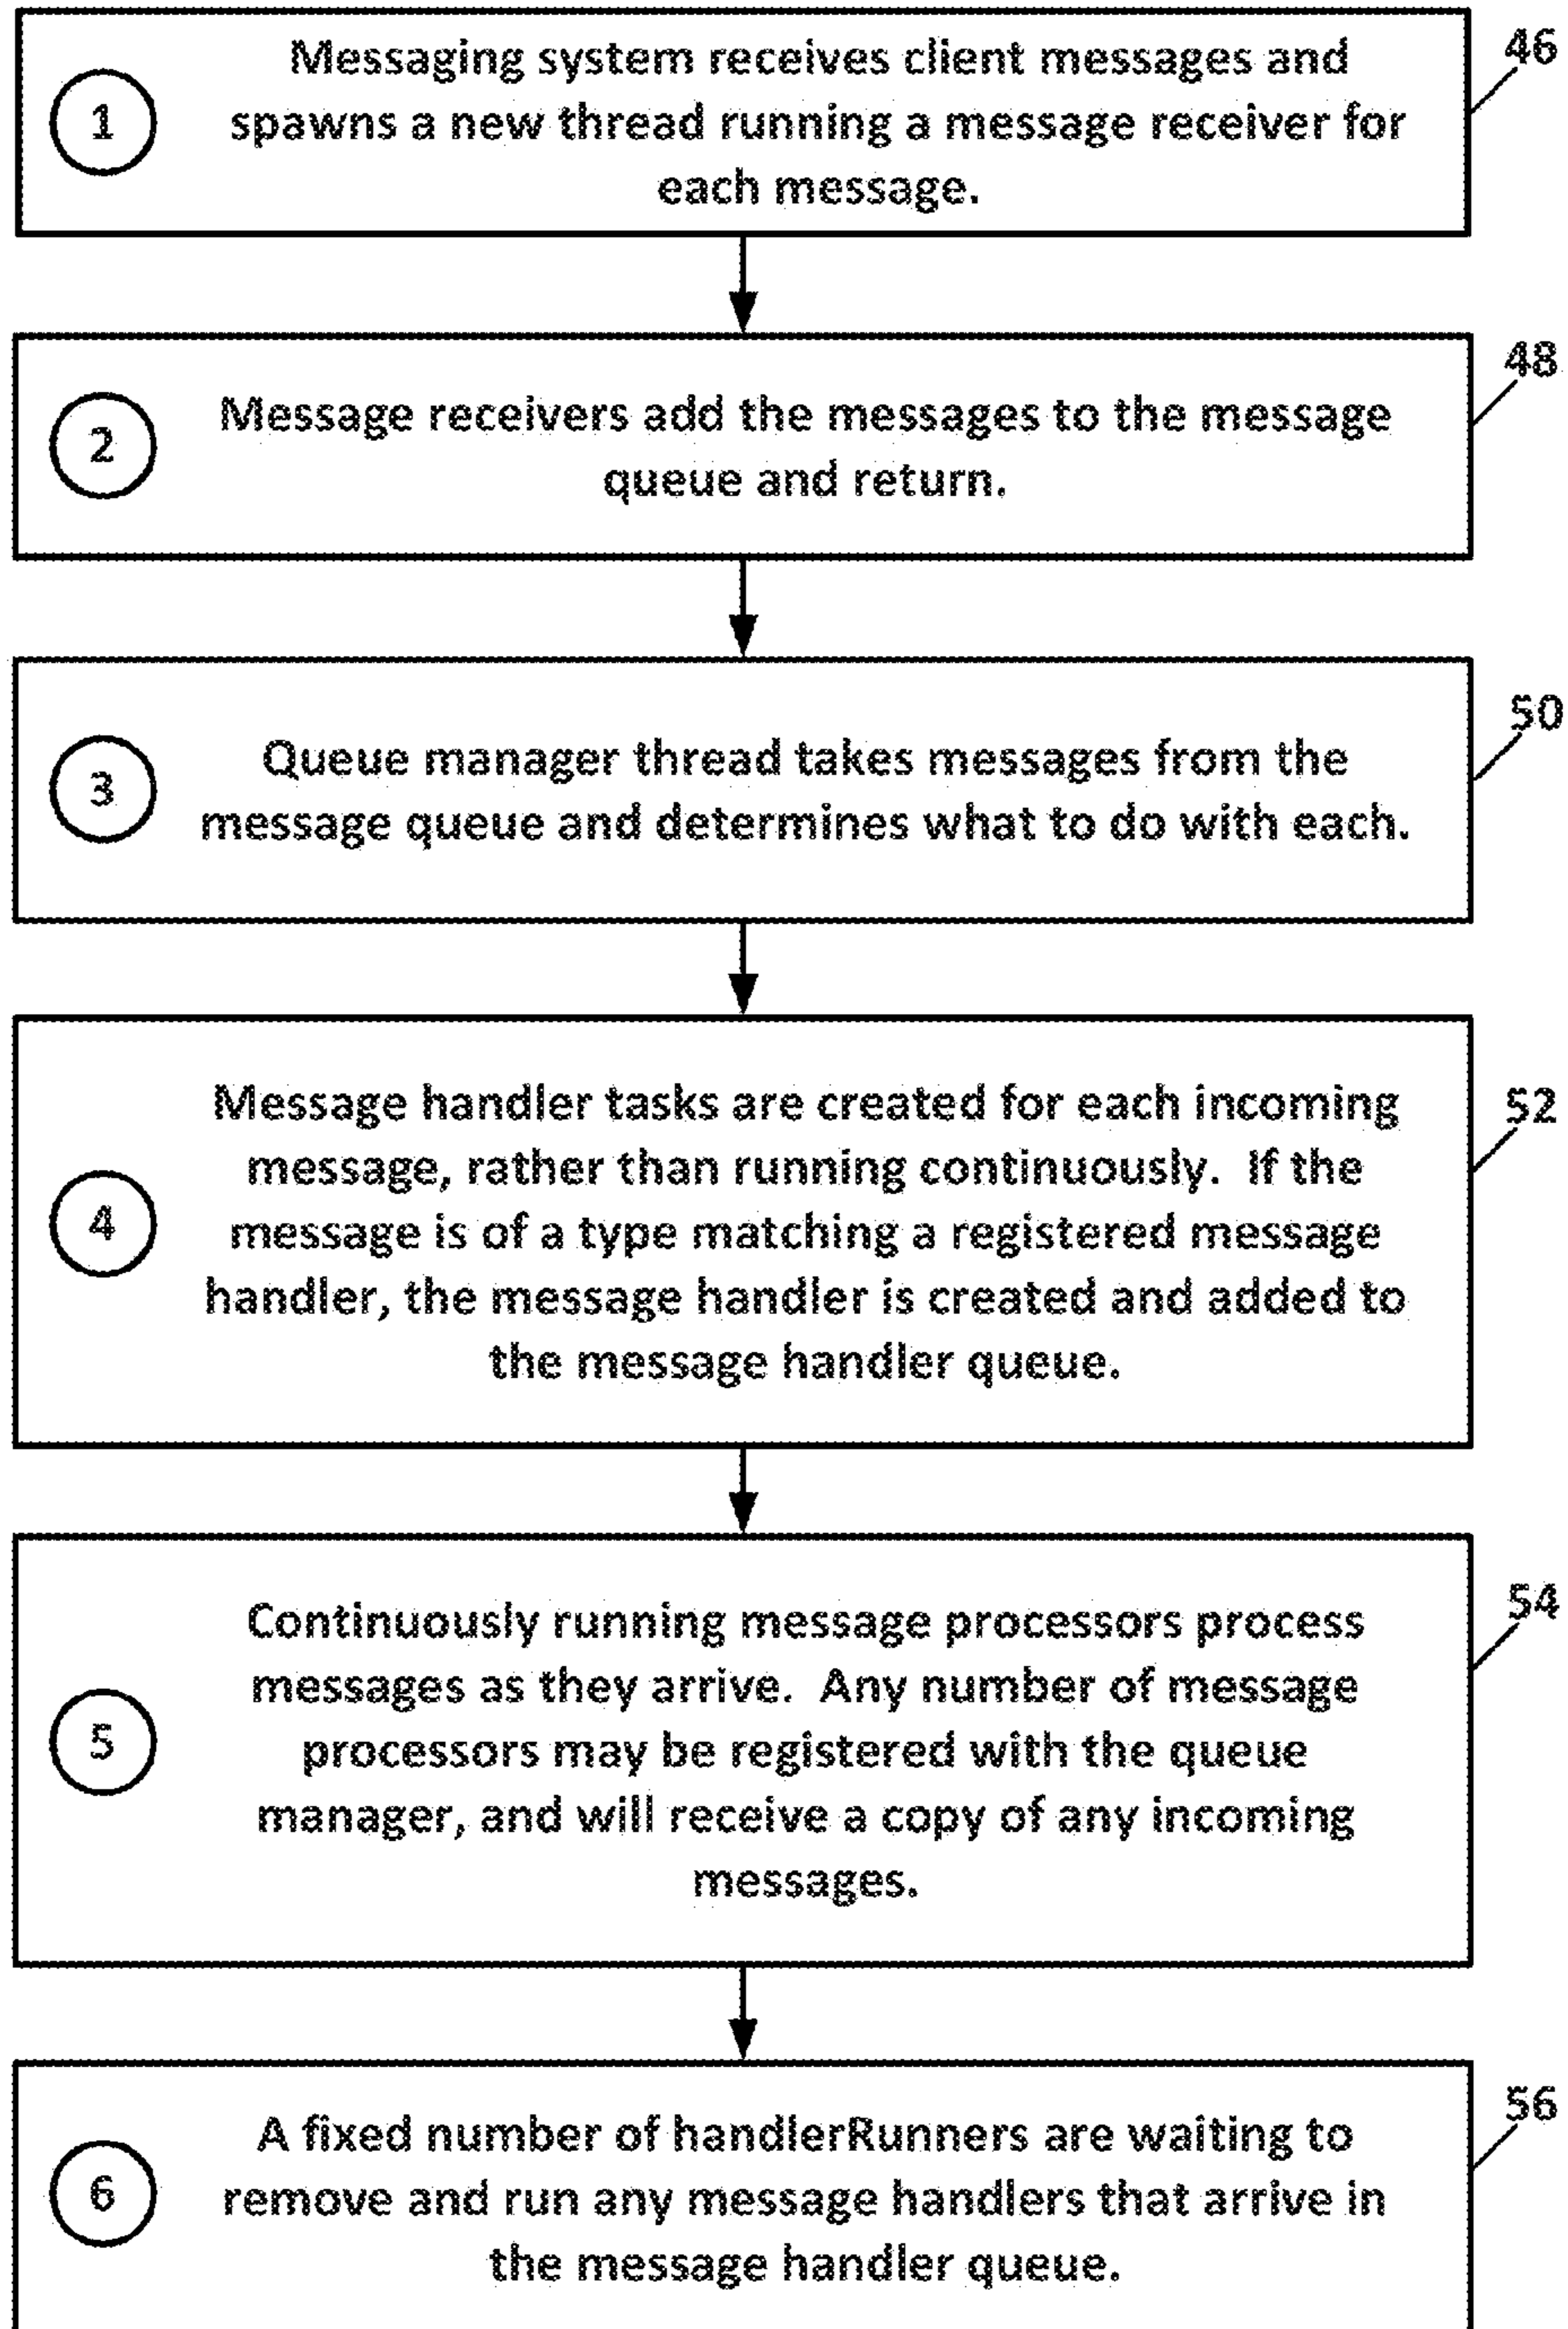 46
Messaging system receives client messages and
1
spawns a new thread running a message receiver for
each message.
48
Message receivers add the messages to the message
2
queue and return.
50
Queue manager thread takes messages from the
3
message queue and determines what to do with each.
52
Message handler tasks are created for each incoming
message, rather than running continuously.  If the
4
message is of a type matching a registered message
handler, the message handler is created and added to
the message handler queue.
54
Continuously running message processors process
messages as they arrive.  Any number of message
5
processors may be registered with the queue
manager, and will receive a copy of any incoming
messages.
56
A fixed number of handlerRunners are waiting to
6
remove and run any message handlers that arrive in
the message handler queue.